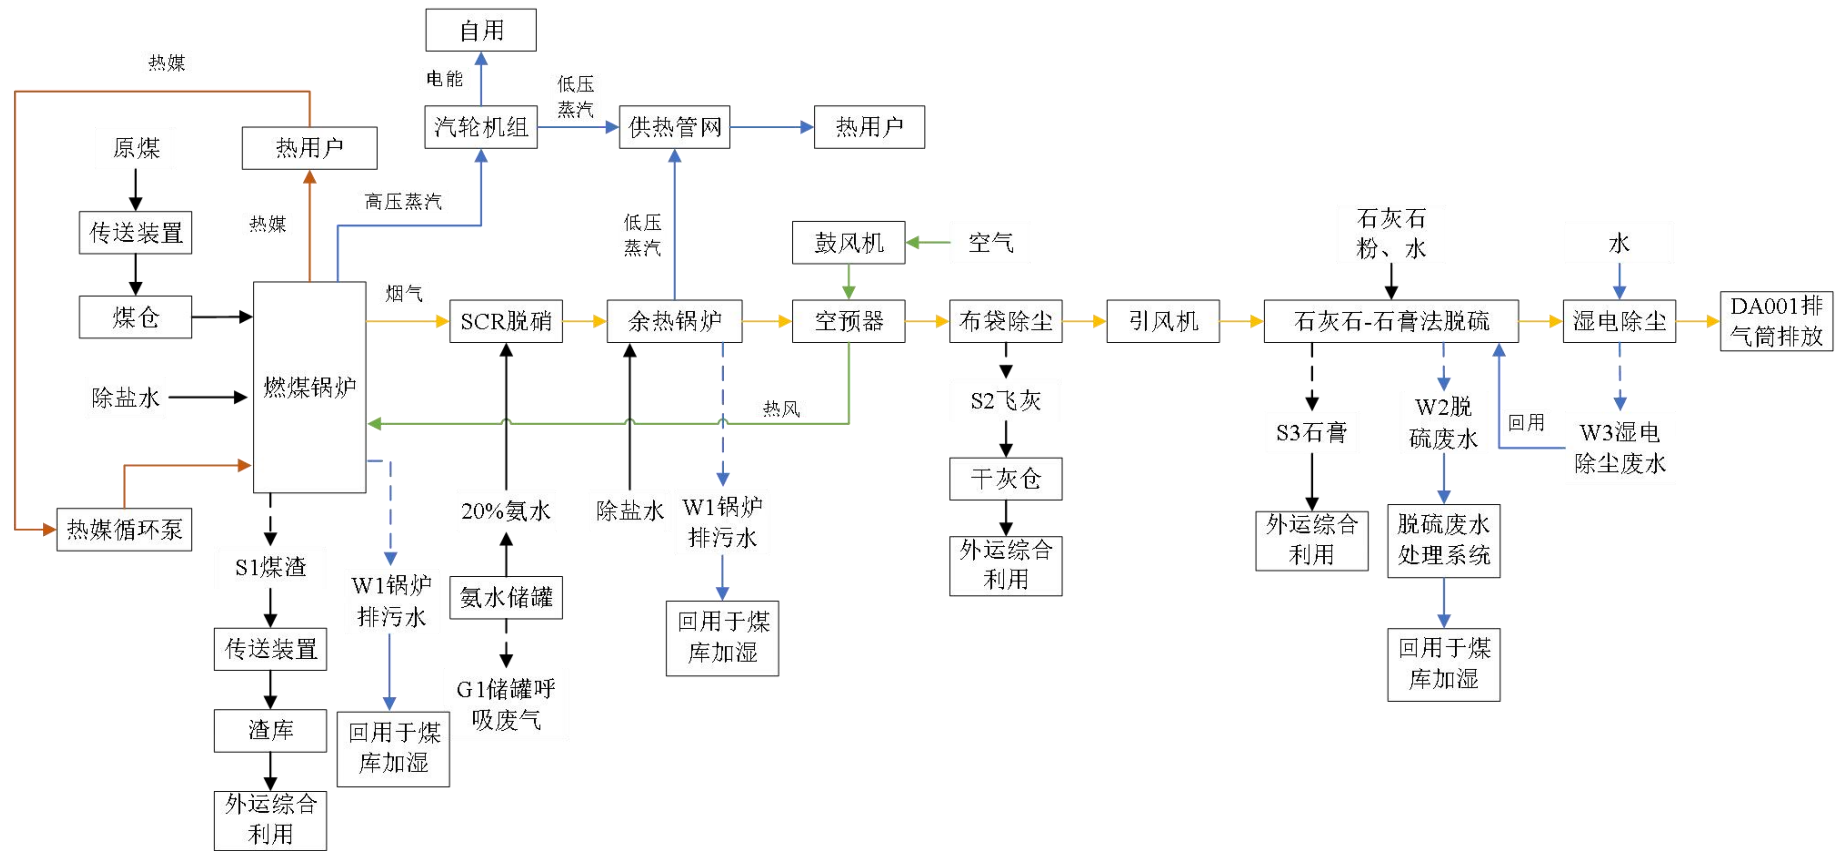 自用
热媒
电能
低压
蒸汽
汽轮机组
供热管网
热用户
原煤
热用户
高压蒸汽
热媒
低压
蒸汽
传送装置
鼓风机
空气
石灰石
粉、水
水
煤仓
烟气
SCR脱硝
余热锅炉
空预器
布袋除尘
引风机
石灰石-石膏法脱硫
湿电除尘
DA001排
气筒排放
燃煤锅炉
除盐水
热风
S2飞灰
S3石膏
W2脱
硫废水
回用
W3湿电
除尘废水
干灰仓
热媒循环泵
20%氨水
除盐水
W1锅炉
排污水
外运综合
利用
外运综合
利用
脱硫废水
处理系统
S1煤渣
W1锅炉
排污水
氨水储罐
回用于煤
库加湿
回用于煤
库加湿
传送装置
G1储罐呼
吸废气
渣库
回用于煤
库加湿
外运综合
利用